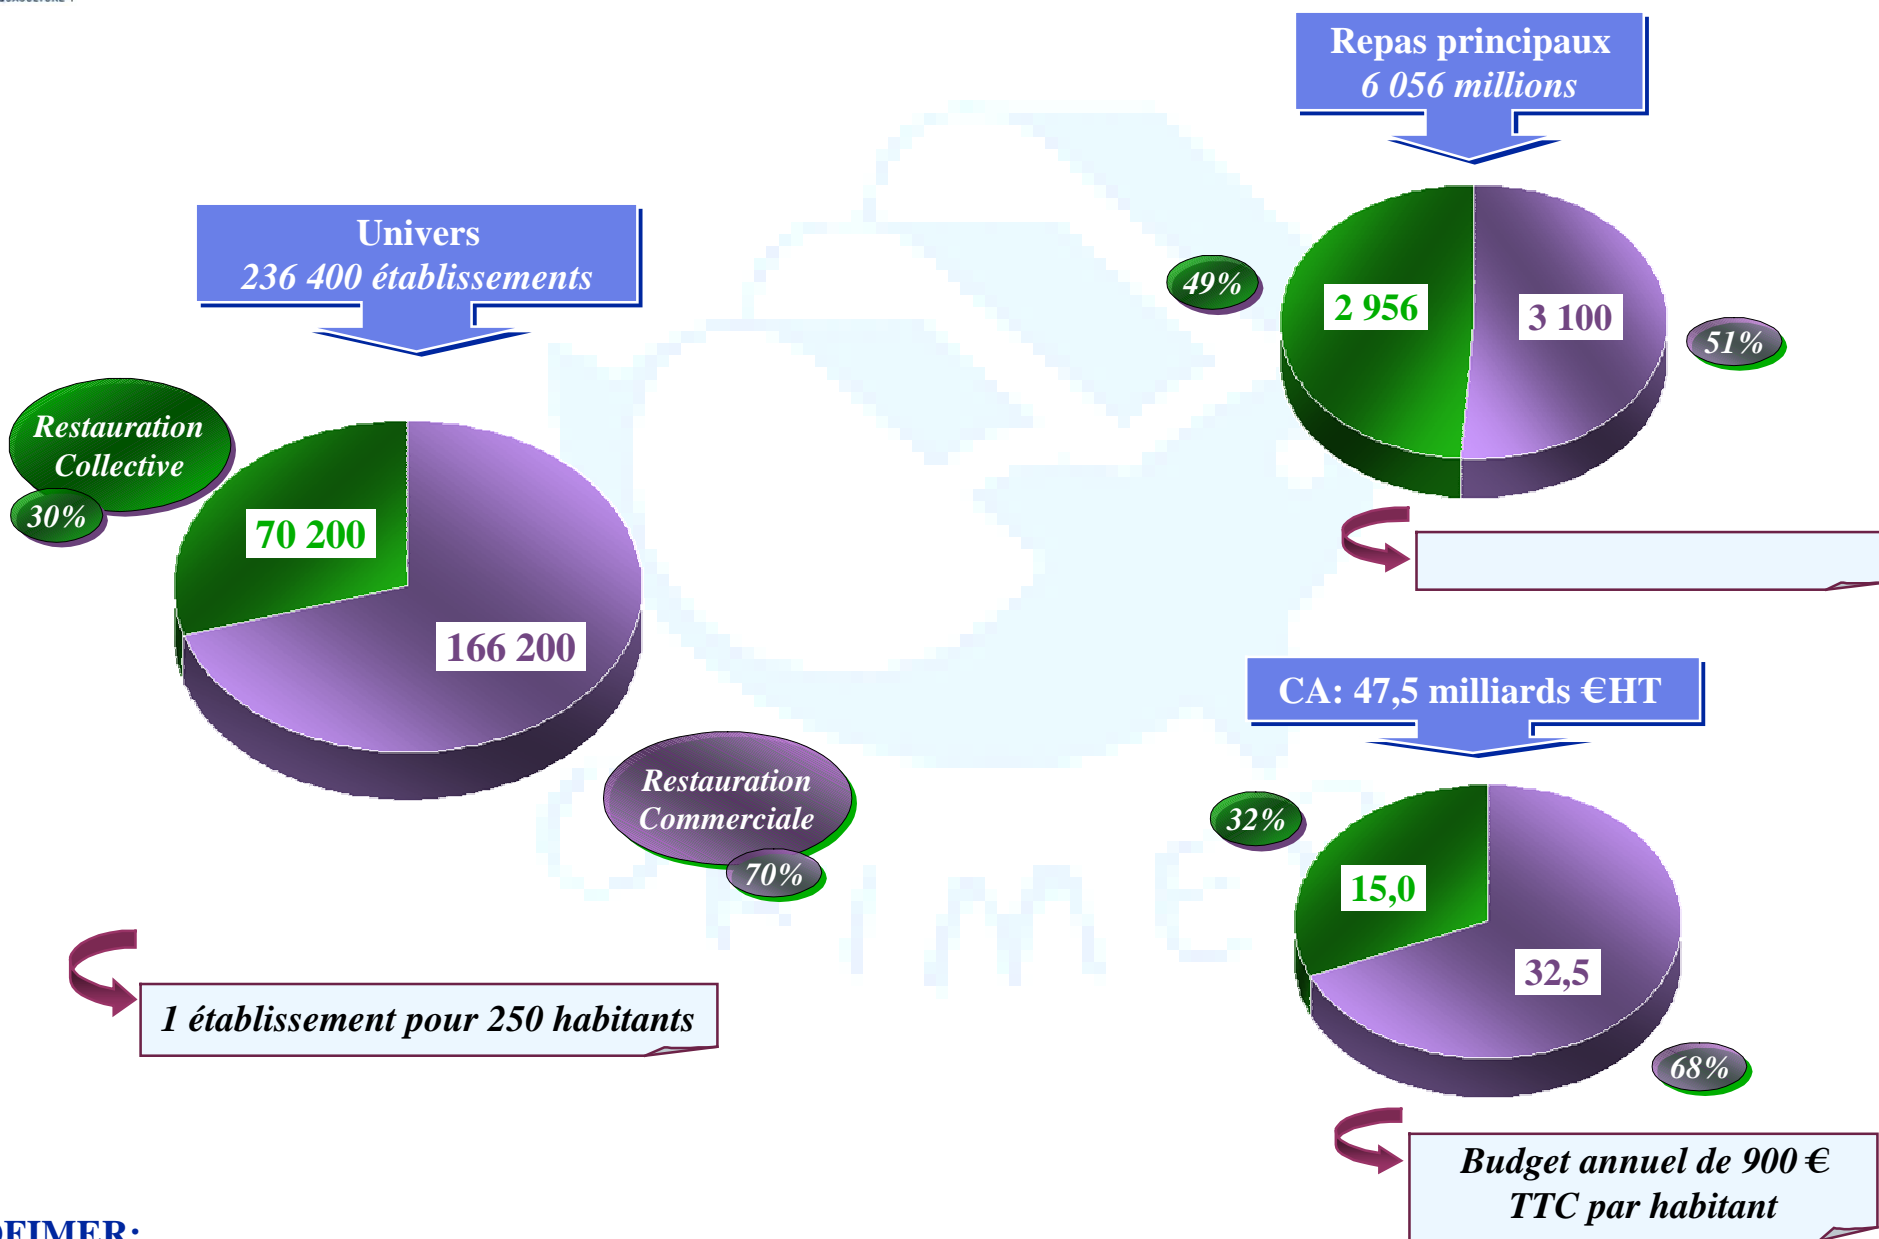 Repas principaux
6 056 millions
Univers
236 400 établissements
49%
2 956
3 100
51%
Restauration
Collective
30%
70 200
166 200
Restauration
Commerciale
70%
1 établissement pour 250 habitants
CA: 47,5 milliards €HT
32%
15,0
32,5
68%
Budget annuel de 900 €
TTC par habitant
OFIMER: